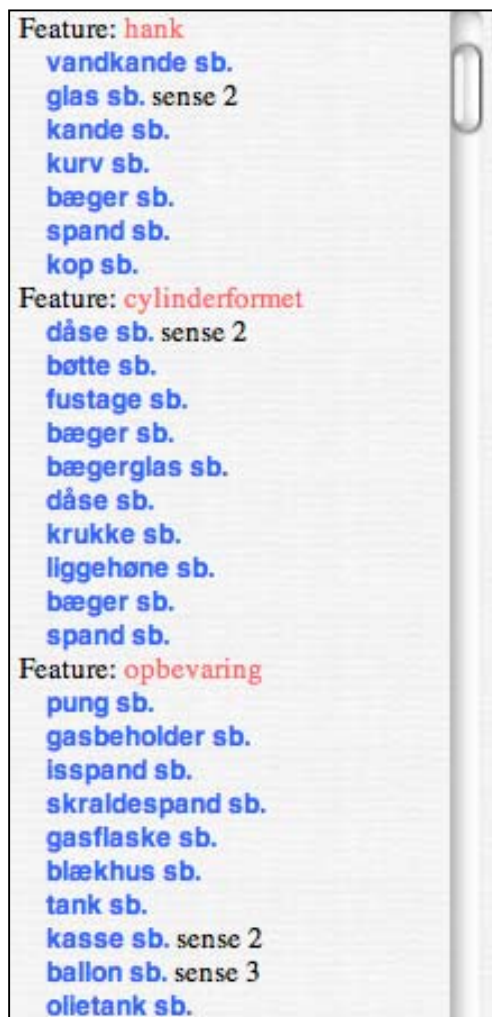 Feature: hank
vandkande sb.
glas sb. sense 2
kande sb.
kurv sb.
bæger sb.
spand sb.
kop sb.
Feature: cylinderformet
dåse sb. sense 2
bøtte sb.
fustage sb.
bæger sb.
bægerglas sb.
dåse sb.
krukke sb.
liggehøne sb.
bæger sb.
spand sb.
Feature: opbevaring
pung sb.
gasbeholder sb.
isspand sb.
skraldespand sb.
gasflaske sb.
blækhus sb.
tank sb.
kasse sb. sense 2
ballon sb. sense 3
olietank sb.